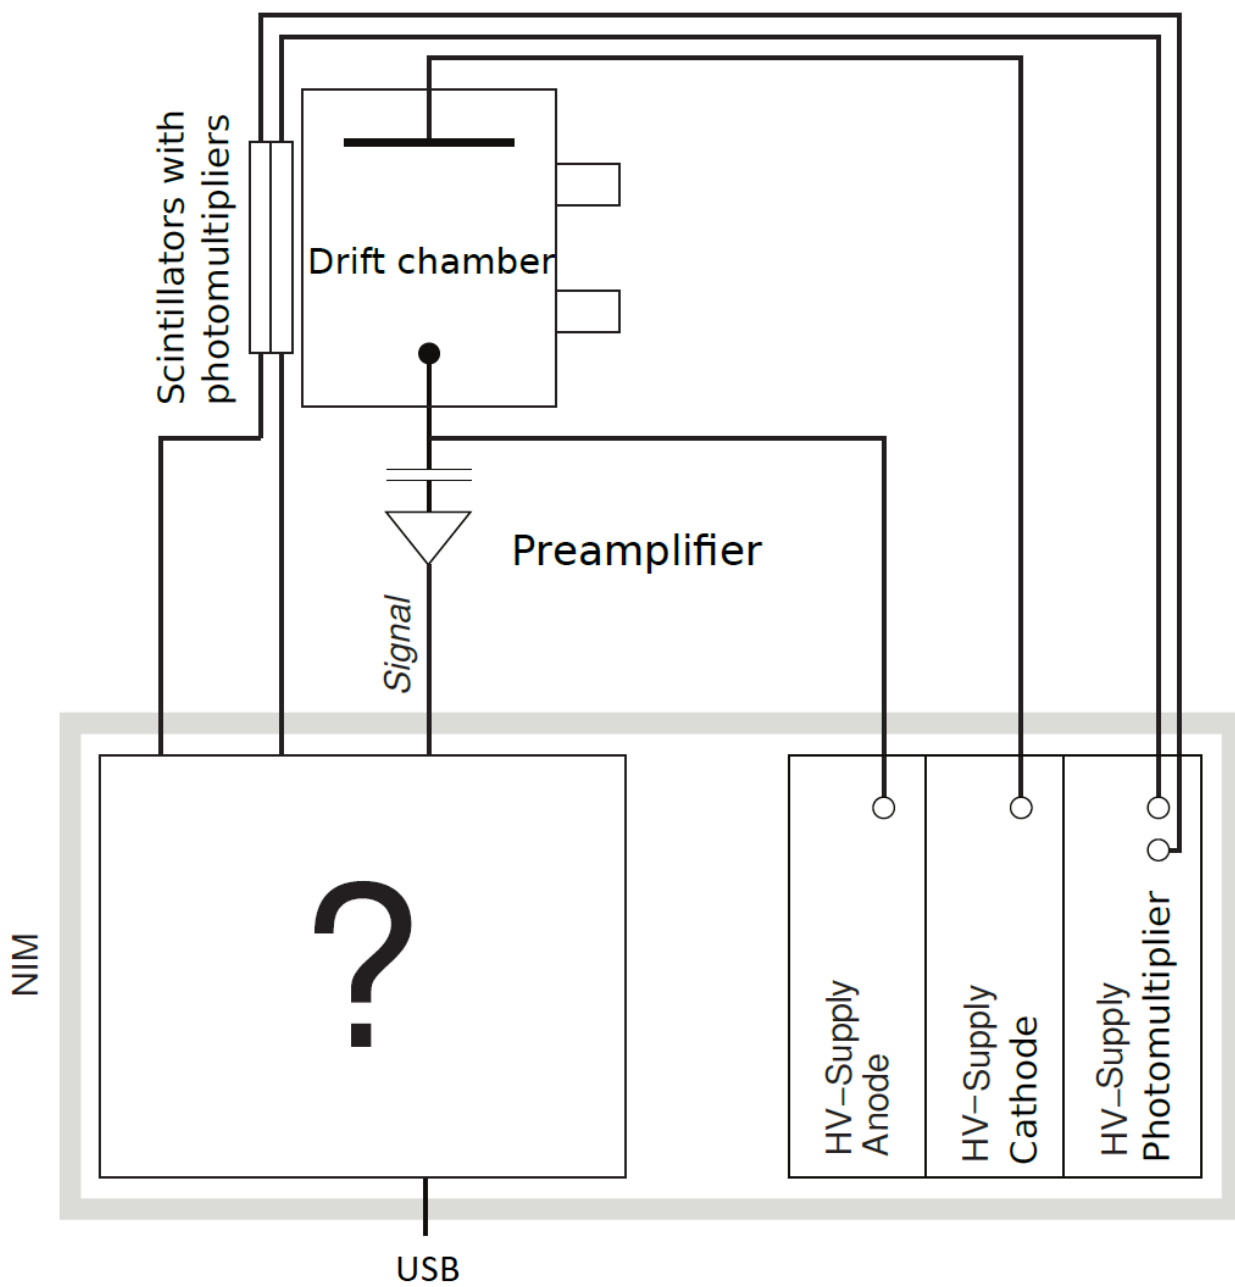 Scintillators with
photomultipliers
Drift chamber
Preamplifier
Signal
NIM
?
HV–Supply
Anode
HV–Supply
Cathode
HV–Supply
Photomultiplier
USB